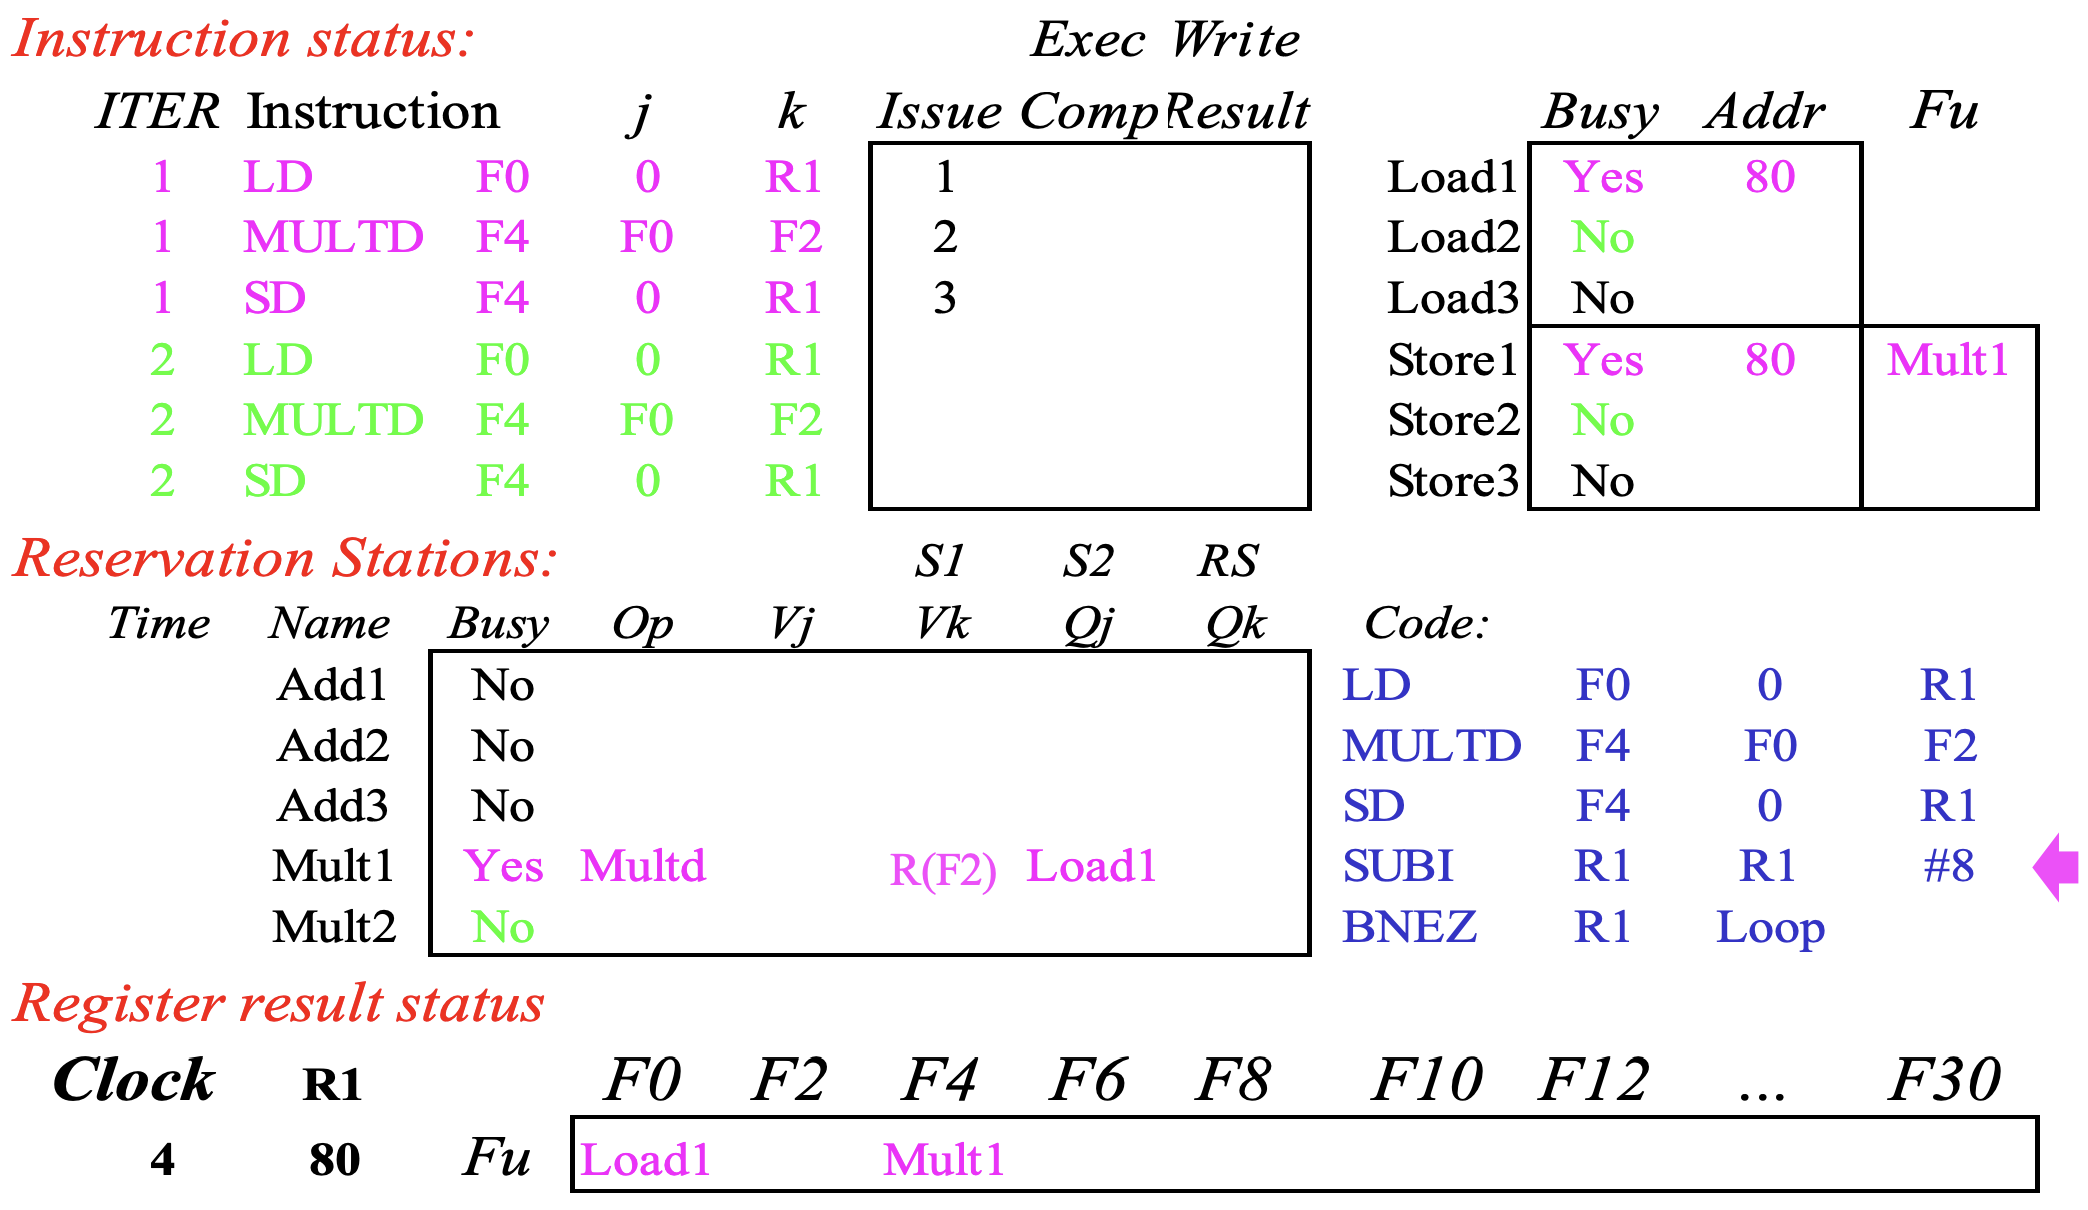 Instruction status: Exec Write
ITER Instruction j k Issue Comp Result Busy Addr Fu
1 LD F0 0 R1 1 Load1 Yes 80
1 MULTD F4 F0 F2 2 Load2 No
1 SD F4 0 R1 3 Load3 No
2 LD F0 0 R1 Store1 Yes 80 Mult1
2 MULTD F4 F0 F2 Store2 No
2 SD F4 0 R1 Store3 No
Reservation Stations: S1 S2 RS
Time Name Busy Op Vj Vk Qj Qk Code:
Add1 No LD F0 0 R1
Add2 No MULTD F4 F0 F2
Add3 No SD F4 0 R1
Mult1 Yes Multd R(F2) Load1 SUBI R1 R1 #8
Mult2 No BNEZ R1 Loop
Register result status
Clock R1 F0 F2 F4 F6 F8 F10 F12 ... F30
4 80 Fu Load1 Mult1